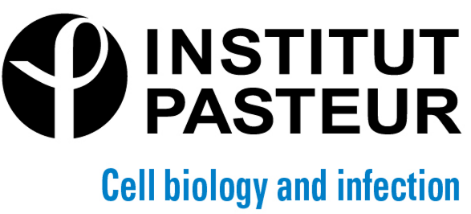 INSTITUT
PASTEUR
Cell biology and infection